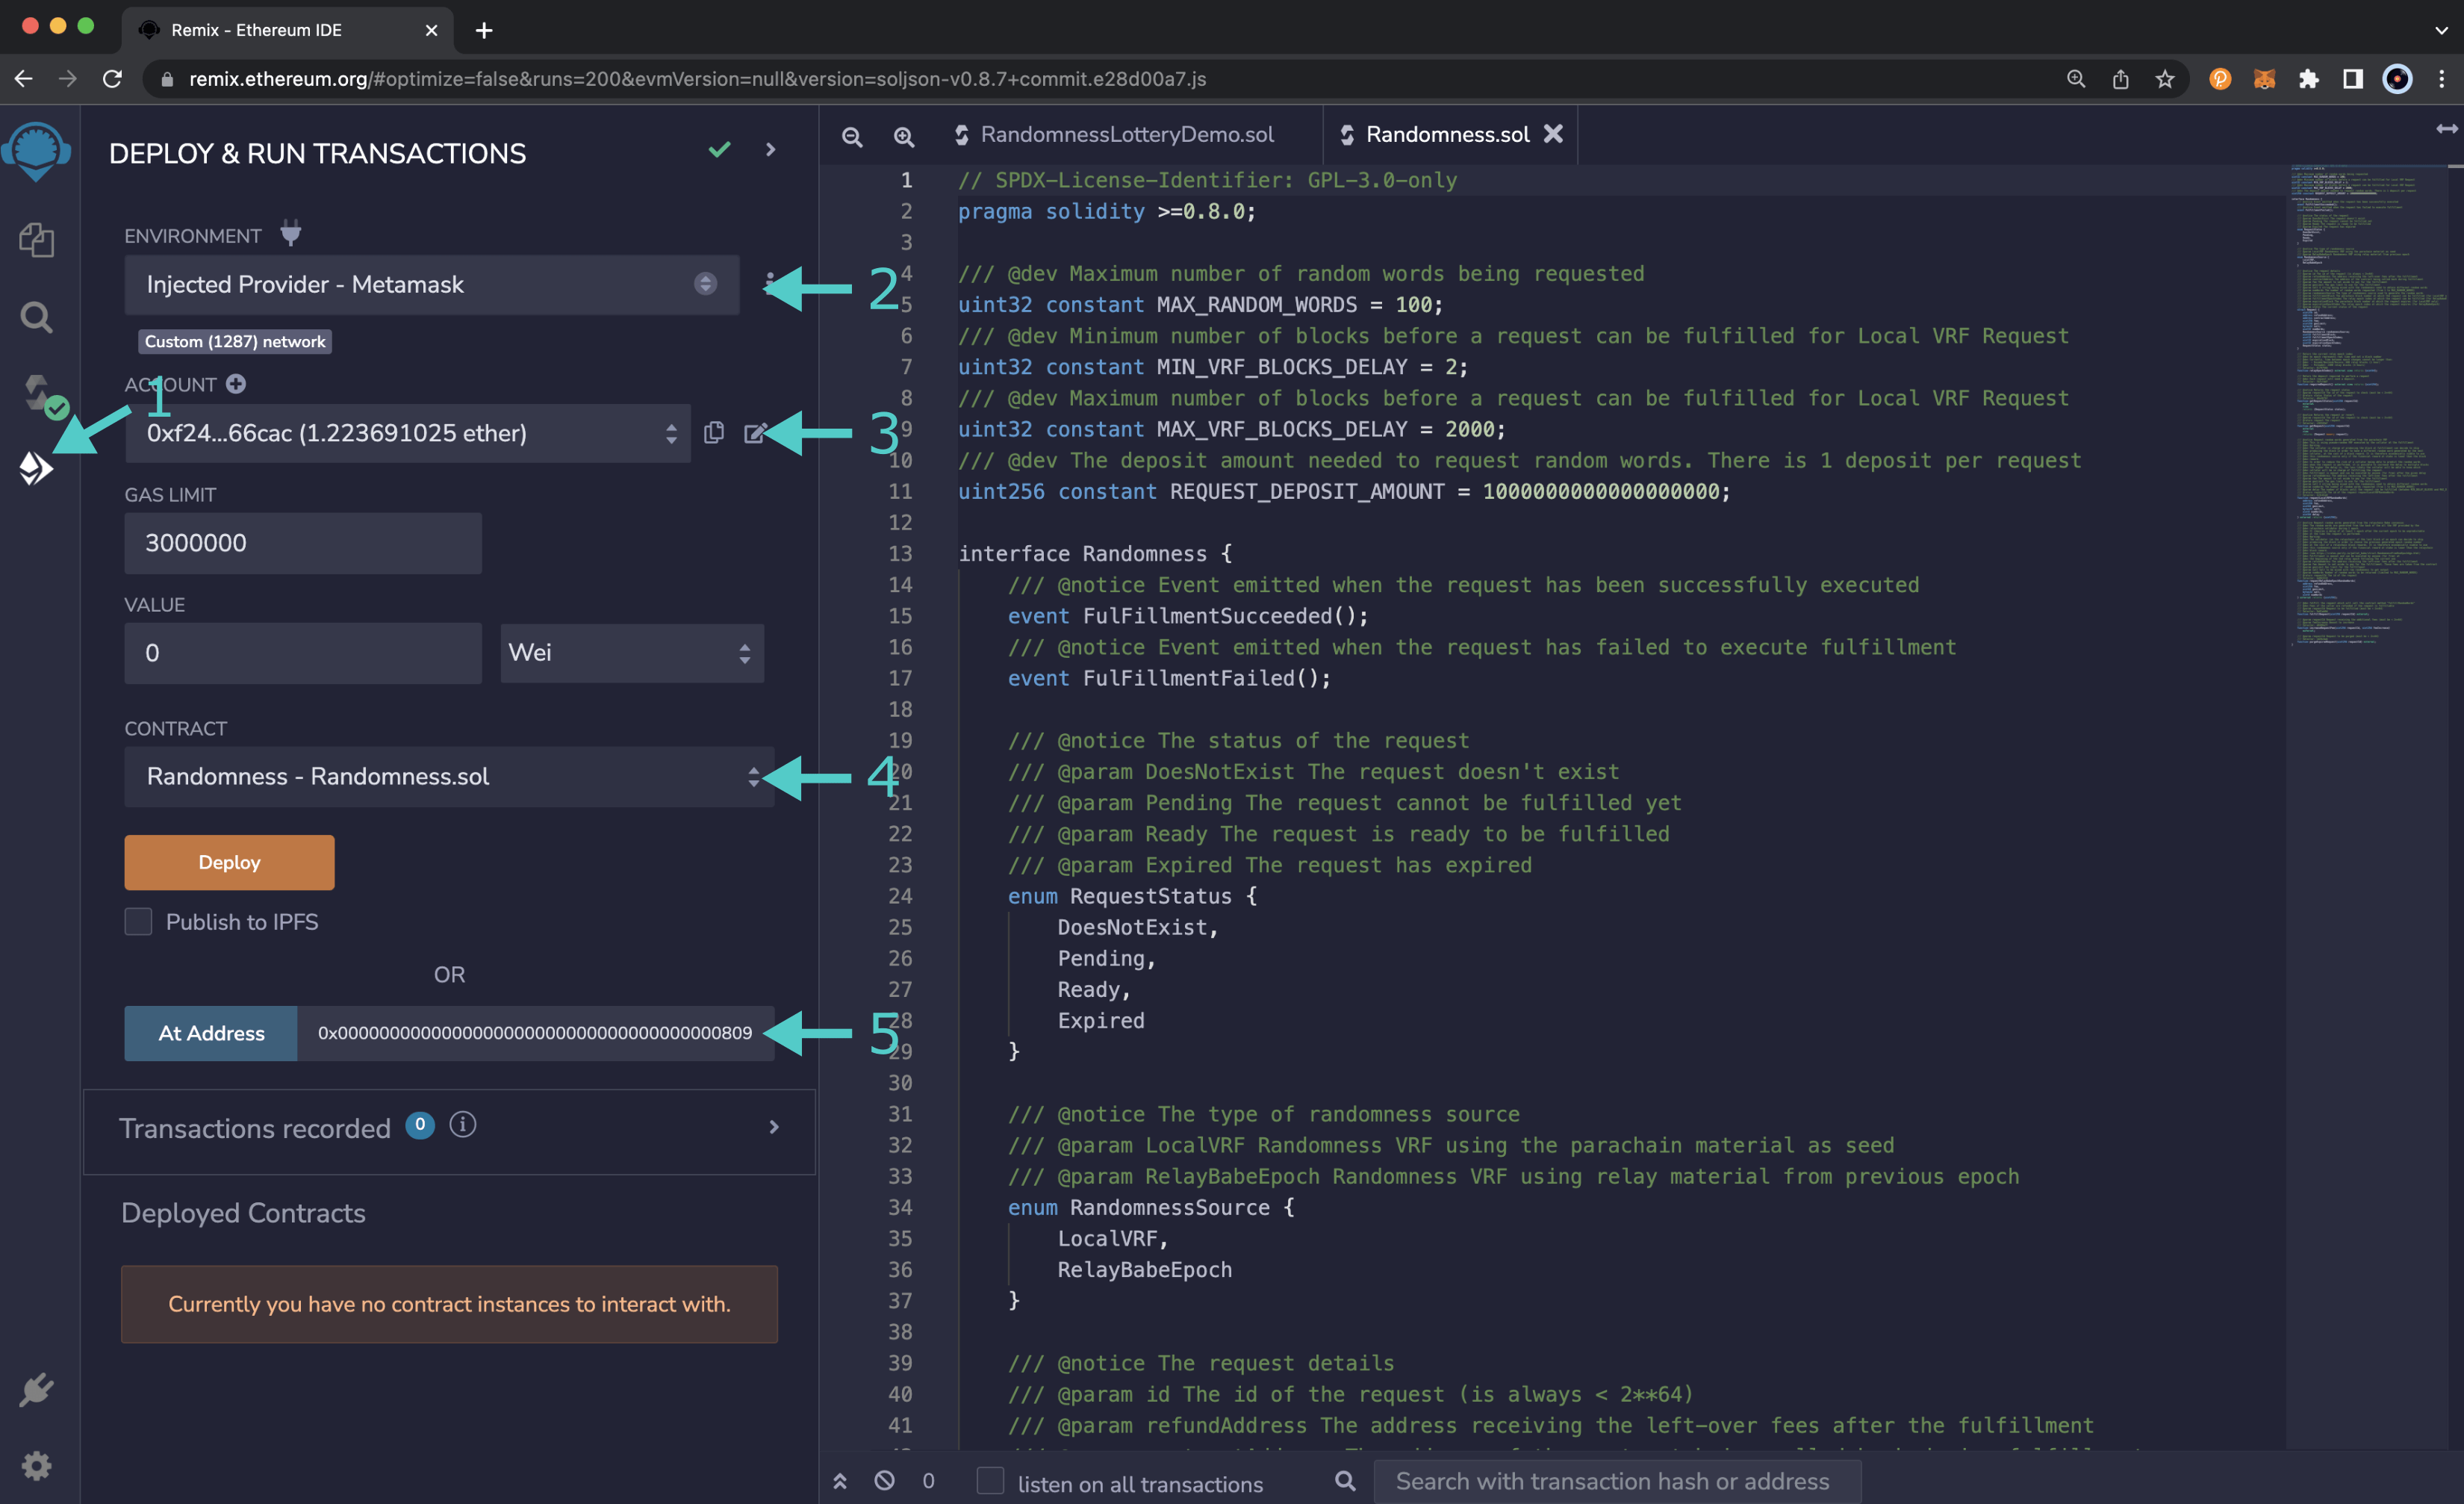 Remix - Ethereum IDE
remix.ethereum.org/#optimize=false&runs=200&evmVersion=null&version=soljson-v0.8.7+commit.e28d00a7.js
DEPLOY & RUN TRANSACTIONS
ENVIRONMENT
Injected Provider - Metamask
2
Custom (1287) network
1
ACCOUNT
0xf24...66cac (1.223691025 ether)
3
GAS LIMIT
3000000
VALUE
0
Wei
CONTRACT
Randomness - Randomness.sol
4
Deploy
Publish to IPFS
OR
At Address
0x0000000000000000000000000000000000000809
5
Transactions recorded 0
Deployed Contracts
Currently you have no contract instances to interact with.
RandomnessLotteryDemo.sol
Randomness.sol
1 // SPDX-License-Identifier: GPL-3.0-only
2 pragma solidity >=0.8.0;
3
4 /// @dev Maximum number of random words being requested
5 uint32 constant MAX_RANDOM_WORDS = 100;
6 /// @dev Minimum number of blocks before a request can be fulfilled for Local VRF Request
7 uint32 constant MIN_VRF_BLOCKS_DELAY = 2;
8 /// @dev Maximum number of blocks before a request can be fulfilled for Local VRF Request
9 uint32 constant MAX_VRF_BLOCKS_DELAY = 2000;
10 /// @dev The deposit amount needed to request random words. There is 1 deposit per request
11 uint256 constant REQUEST_DEPOSIT_AMOUNT = 1000000000000000000;
12
13 interface Randomness {
14 /// @notice Event emitted when the request has been successfully executed
15 event FulFillmentSucceeded();
16 /// @notice Event emitted when the request has failed to execute fulfillment
17 event FulFillmentFailed();
18
19 /// @notice The status of the request
20 /// @param DoesNotExist The request doesn't exist
21 /// @param Pending The request cannot be fulfilled yet
22 /// @param Ready The request is ready to be fulfilled
23 /// @param Expired The request has expired
24 enum RequestStatus {
25 DoesNotExist,
26 Pending,
27 Ready,
28 Expired
29 }
30
31 /// @notice The type of randomness source
32 /// @param LocalVRF Randomness VRF using the parachain material as seed
33 /// @param RelayBabeEpoch Randomness VRF using relay material from previous epoch
34 enum RandomnessSource {
35 LocalVRF,
36 RelayBabeEpoch
37 }
38
39 /// @notice The request details
40 /// @param id The id of the request (is always < 2**64)
41 /// @param refundAddress The address receiving the left-over fees after the fulfillment
0
listen on all transactions
Search with transaction hash or address